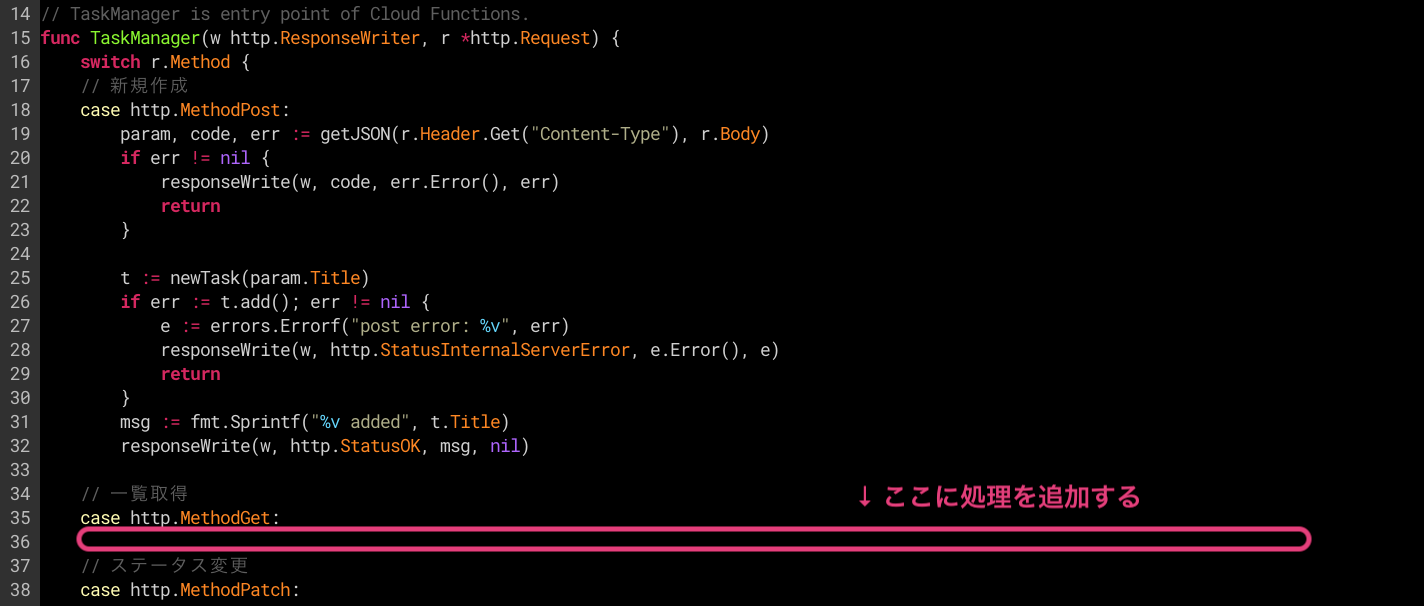 14 // TaskManager is entry point of Cloud Functions.
15 func TaskManager(w http.ResponseWriter, r *http.Request) {
16     switch r.Method {
17     // 新規作成
18     case http.MethodPost:
19         param, code, err := getJSON(r.Header.Get("Content-Type"), r.Body)
20         if err != nil {
21             responseWrite(w, code, err.Error(), err)
22             return
23         }
24
25         t := newTask(param.Title)
26         if err := t.add(); err != nil {
27             e := errors.Errorf("post error: %v", err)
28             responseWrite(w, http.StatusInternalServerError, e.Error(), e)
29             return
30         }
31         msg := fmt.Sprintf("%v added", t.Title)
32         responseWrite(w, http.StatusOK, msg, nil)
33
34     // 一覧取得
↓ ここに処理を追加する
35     case http.MethodGet:
36
37     // ステータス変更
38     case http.MethodPatch: